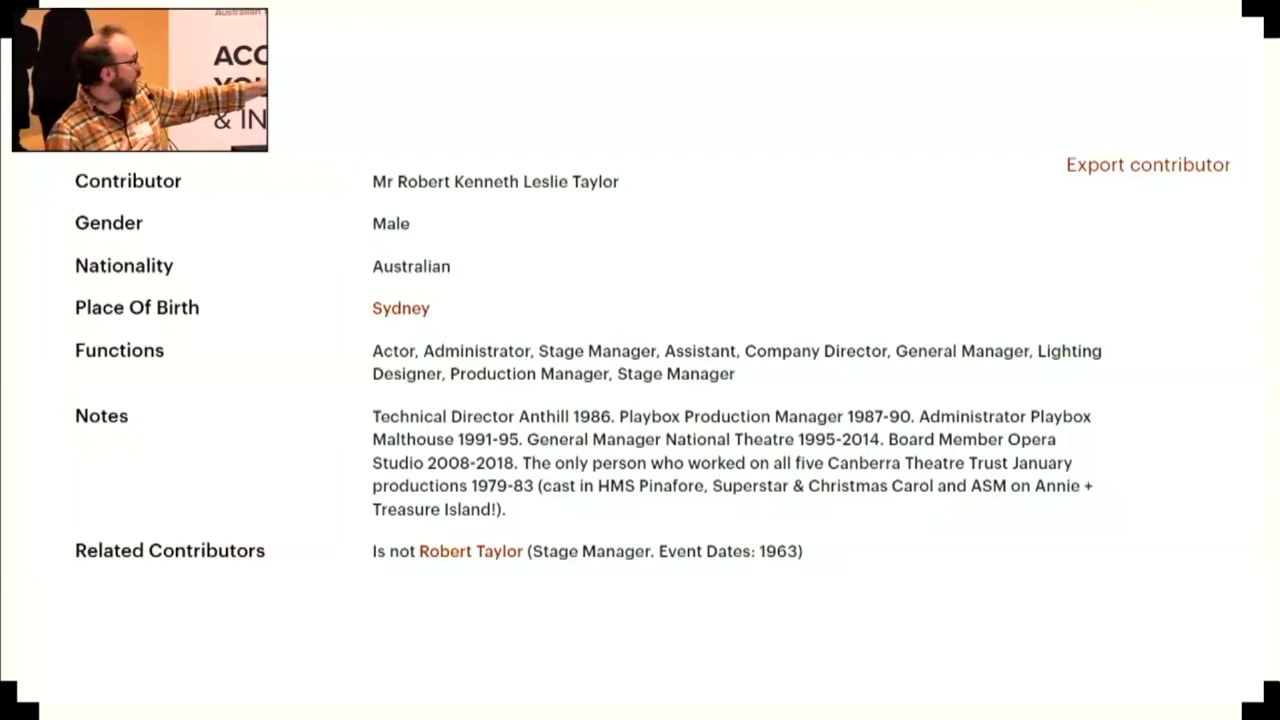 Australian
ACC
& IN
Export contributor
Contributor Mr Robert Kenneth Leslie Taylor
Gender Male
Nationality Australian
Place Of Birth Sydney
Functions Actor, Administrator, Stage Manager, Assistant, Company Director, General Manager, Lighting
Designer, Production Manager, Stage Manager
Notes Technical Director Anthill 1986. Playbox Production Manager 1987-90. Administrator Playbox
Malthouse 1991-95. General Manager National Theatre 1995-2014. Board Member Opera
Studio 2008-2018. The only person who worked on all five Canberra Theatre Trust January
productions 1979-83 (cast in HMS Pinafore, Superstar & Christmas Carol and ASM on Annie +
Treasure Island!).
Related Contributors Is not Robert Taylor (Stage Manager. Event Dates: 1963)